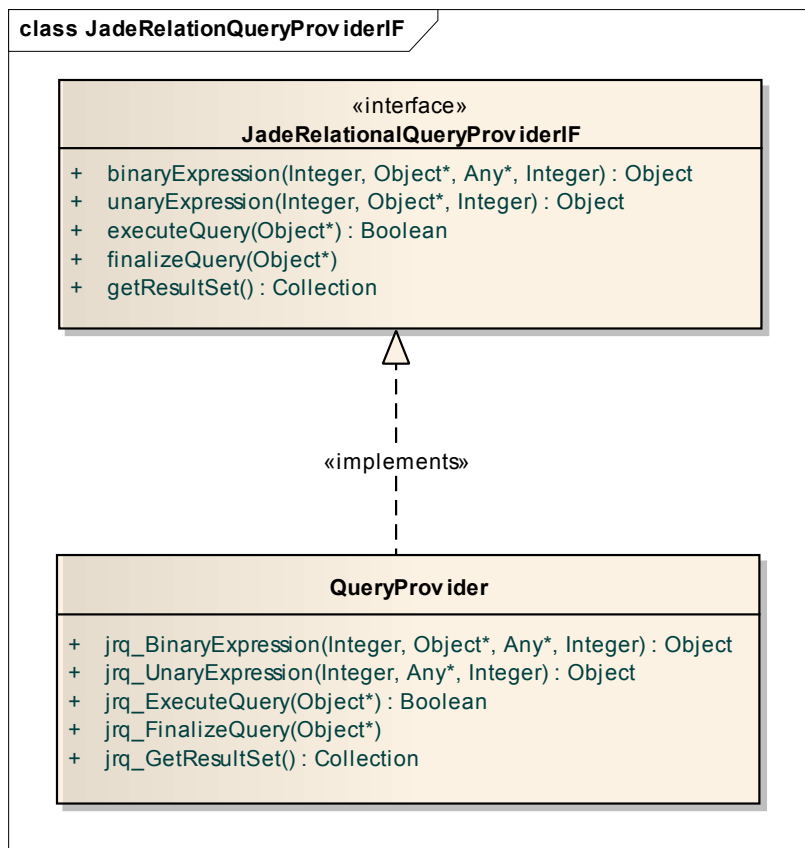 class JadeRelationQueryProviderIF
«interface»
JadeRelationalQueryProviderIF
+ binaryExpression(Integer, Object*, Any*, Integer) : Object
+ unaryExpression(Integer, Object*, Integer) : Object
+ executeQuery(Object*) : Boolean
+ finalizeQuery(Object*)
+ getResultSet() : Collection
«implements»
QueryProvider
+ jrq_BinaryExpression(Integer, Object*, Any*, Integer) : Object
+ jrq_UnaryExpression(Integer, Any*, Integer) : Object
+ jrq_ExecuteQuery(Object*) : Boolean
+ jrq_FinalizeQuery(Object*)
+ jrq_GetResultSet() : Collection